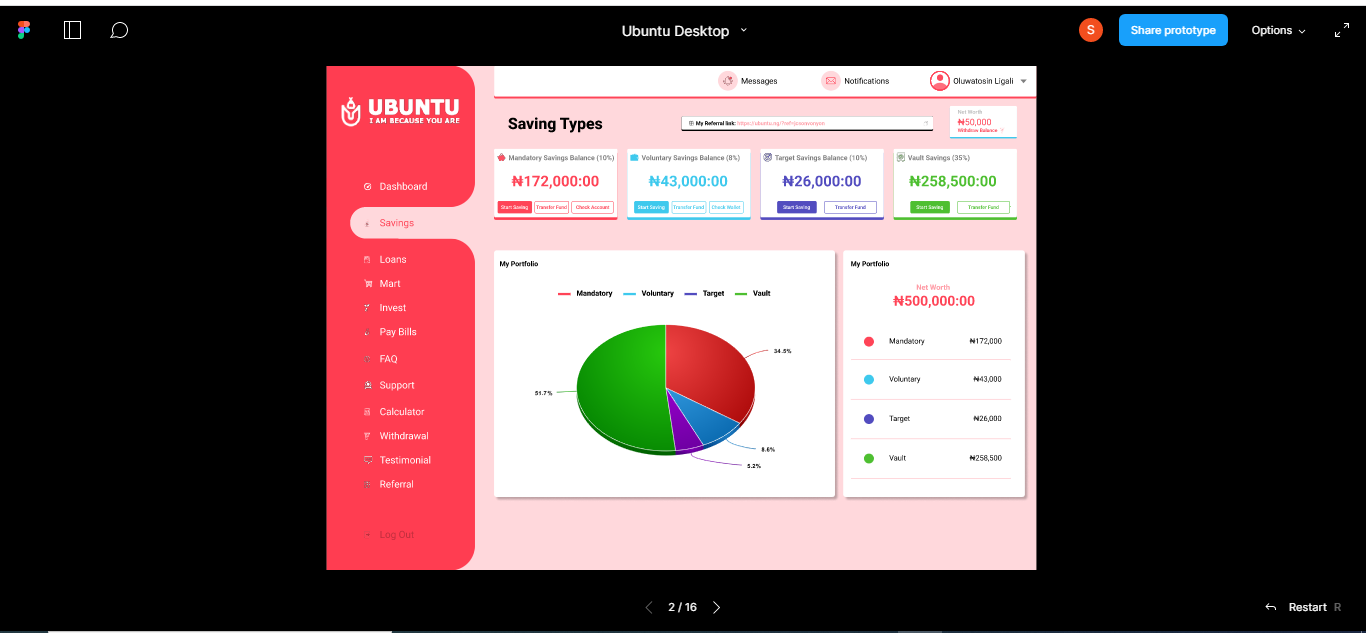 Ubuntu Desktop
S
Share prototype
Options
UBUNTU
I AM BECAUSE YOU ARE
Messages
Notifications
Oluwatosin Ligali
Saving Types
My Referral link:
Net Worth
₦50,000
Withdraw Balance
Mandatory Savings Balance (10%)
₦172,000:00
Start Saving Transfer Fund Check Account
Voluntary Savings Balance (8%)
₦43,000:00
Start Saving Transfer Fund Check Wallet
Target Savings Balance (10%)
₦26,000:00
Start Saving Transfer Fund
Vault Savings (35%)
₦258,500:00
Start Saving Transfer Fund
Dashboard
Savings
Loans
Mart
Invest
Pay Bills
FAQ
Support
Calculator
Withdrawal
Testimonial
Referral
Log Out
My Portfolio
Mandatory Voluntary Target Vault
34.5%
51.7%
8.6%
5.2%
My Portfolio
Net Worth
₦500,000:00
Mandatory ₦172,000
Voluntary ₦43,000
Target ₦26,000
Vault ₦258,500
2 / 16
Restart R